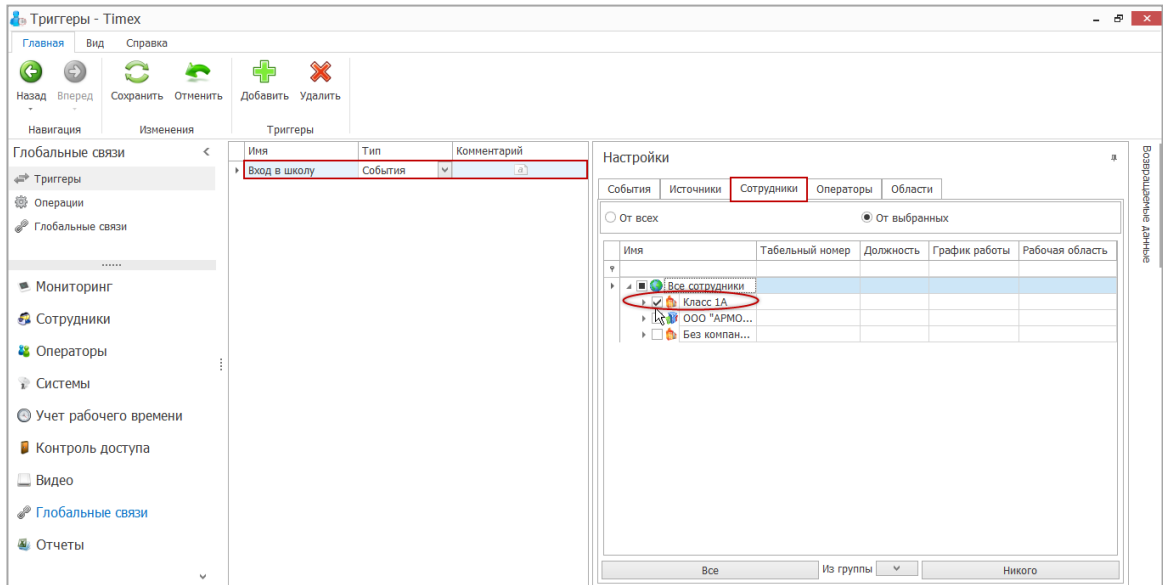 Триггеры - Timex
Главная Вид Справка
Назад Вперед Сохранить Отменить Добавить Удалить
Навигация Изменения Триггеры
Глобальные связи
Триггеры
Операции
Глобальные связи
Мониторинг
Сотрудники
Операторы
Системы
Учет рабочего времени
Контроль доступа
Видео
Глобальные связи
Отчеты
Имя Тип Комментарий
Вход в школу События a
Настройки
События Источники Сотрудники Операторы Области
От всех От выбранных
Имя Табельный номер Должность График работы Рабочая область
Все сотрудники
Класс 1А
ООО "АРМО...
Без компан...
Все Из группы Никого
Возвращаемые данные